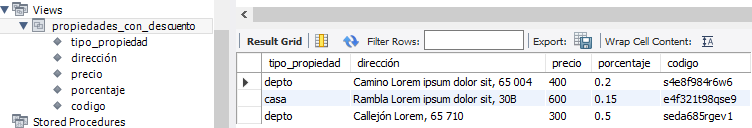 Views
propiedades_con_descuento
tipo_propiedad
dirección
precio
porcentaje
codigo
Stored Procedures
Result Grid Filter Rows: Export: Wrap Cell Content:
tipo_propiedad dirección precio porcentaje codigo
depto Camino Lorem ipsum dolor sit, 65 004 400 0.2 s4e8f984r6w6
casa Rambla Lorem ipsum dolor sit, 30B 600 0.15 e4f321t98qse9
depto Callejón Lorem, 65 710 300 0.5 seda685rgev1